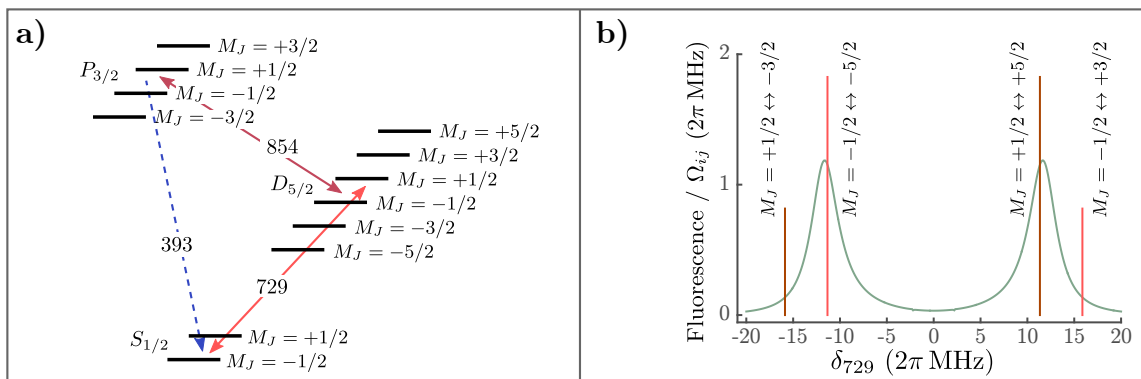 a)
M_J = +3/2
P_{3/2}
M_J = +1/2
M_J = −1/2
M_J = −3/2
854
M_J = +5/2
M_J = +3/2
D_{5/2}
M_J = +1/2
M_J = −1/2
M_J = −3/2
M_J = −5/2
393
729
S_{1/2}
M_J = +1/2
M_J = −1/2
b)
Fluorescence / Ω_{ij} (2π MHz)
2
1
0
M_J = +1/2 ↔ −3/2
M_J = −1/2 ↔ −5/2
M_J = +1/2 ↔ +5/2
M_J = −1/2 ↔ +3/2
-20 -15 -10 -5 0 5 10 15 20
δ_{729} (2π MHz)